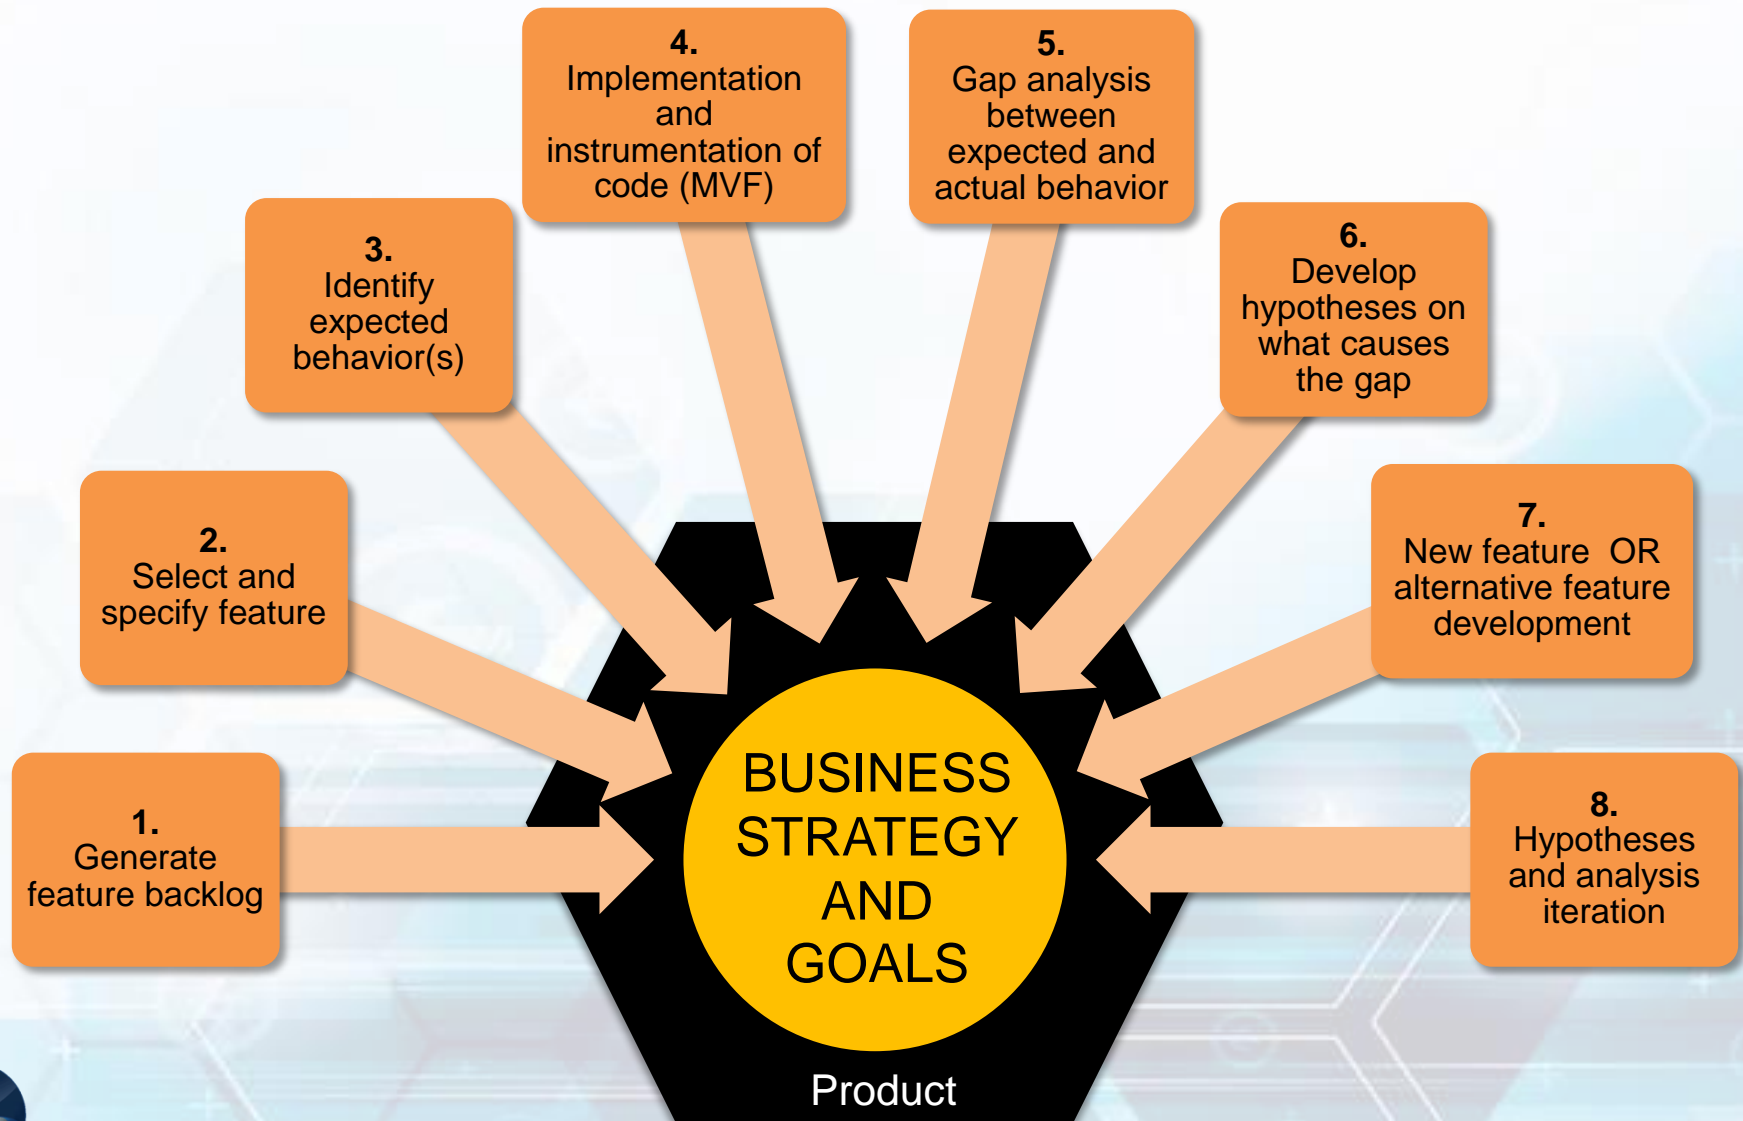 1.
Generate
feature backlog
2.
Select and
specify feature
3.
Identify
expected
behavior(s)
4.
Implementation
and
instrumentation of
code (MVF)
5.
Gap analysis
between
expected and
actual behavior
6.
Develop
hypotheses on
what causes
the gap
7.
New feature  OR
alternative feature
development
8.
Hypotheses
and analysis
iteration
BUSINESS
STRATEGY
AND
GOALS
Product